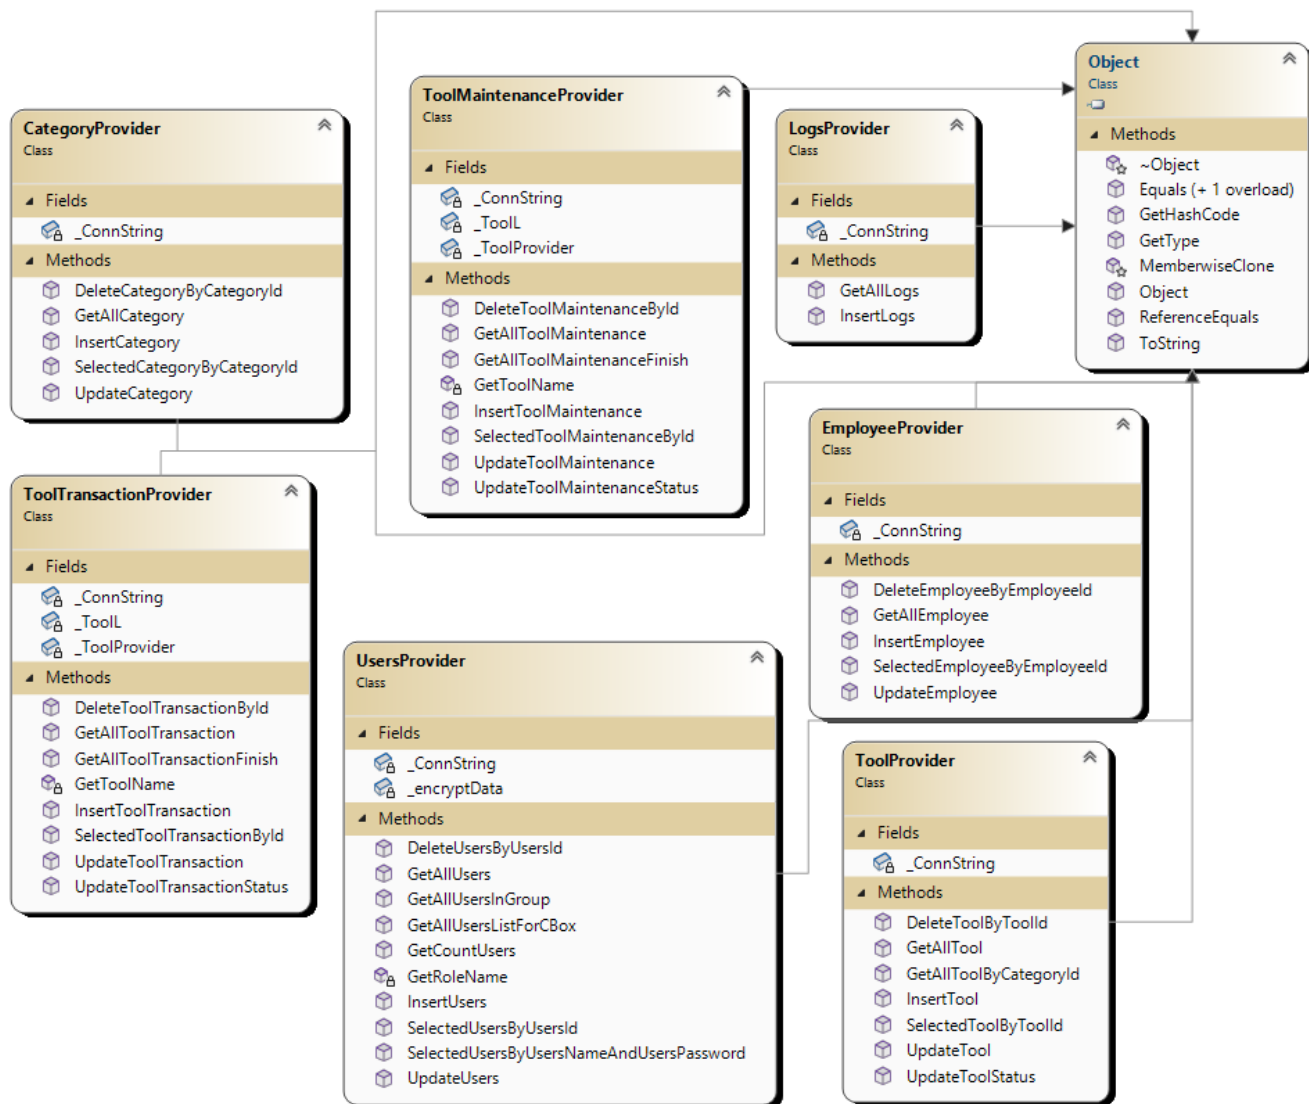 CategoryProvider
Class
Fields
_ConnString
Methods
DeleteCategoryByCategoryId
GetAllCategory
InsertCategory
SelectedCategoryByCategoryId
UpdateCategory
ToolMaintenanceProvider
Class
Fields
_ConnString
_ToolL
_ToolProvider
Methods
DeleteToolMaintenanceById
GetAllToolMaintenance
GetAllToolMaintenanceFinish
GetToolName
InsertToolMaintenance
SelectedToolMaintenanceById
UpdateToolMaintenance
UpdateToolMaintenanceStatus
LogsProvider
Class
Fields
_ConnString
Methods
GetAllLogs
InsertLogs
Object
Class
Methods
~Object
Equals (+ 1 overload)
GetHashCode
GetType
MemberwiseClone
Object
ReferenceEquals
ToString
ToolTransactionProvider
Class
Fields
_ConnString
_ToolL
_ToolProvider
Methods
DeleteToolTransactionById
GetAllToolTransaction
GetAllToolTransactionFinish
GetToolName
InsertToolTransaction
SelectedToolTransactionById
UpdateToolTransaction
UpdateToolTransactionStatus
UsersProvider
Class
Fields
_ConnString
_encryptData
Methods
DeleteUsersByUsersId
GetAllUsers
GetAllUsersInGroup
GetAllUsersListForCBox
GetCountUsers
GetRoleName
InsertUsers
SelectedUsersByUsersId
SelectedUsersByUsersNameAndUsersPassword
UpdateUsers
EmployeeProvider
Class
Fields
_ConnString
Methods
DeleteEmployeeByEmployeeId
GetAllEmployee
InsertEmployee
SelectedEmployeeByEmployeeId
UpdateEmployee
ToolProvider
Class
Fields
_ConnString
Methods
DeleteToolByToolId
GetAllTool
GetAllToolByCategoryId
InsertTool
SelectedToolByToolId
UpdateTool
UpdateToolStatus